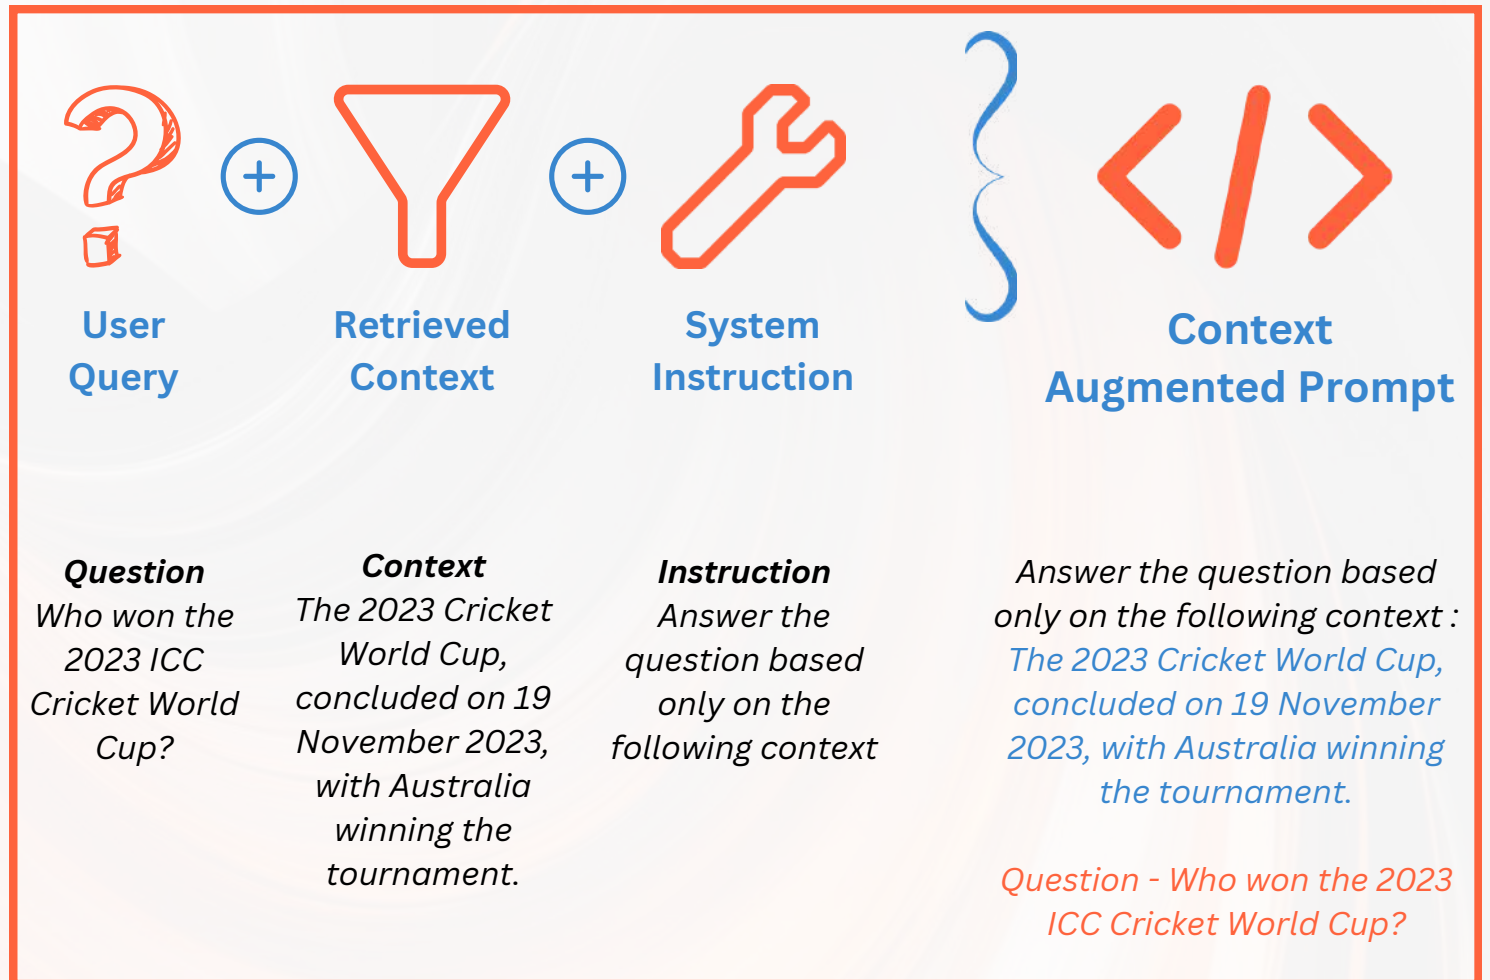 User
Query
Retrieved
Context
System
Instruction
Context
Augmented Prompt
Question
Who won the
2023 ICC
Cricket World
Cup?
Context
The 2023 Cricket
World Cup,
concluded on 19
November 2023,
with Australia
winning the
tournament.
Instruction
Answer the
question based
only on the
following context
Answer the question based
only on the following context :
The 2023 Cricket World Cup,
concluded on 19 November
2023, with Australia winning
the tournament.
Question - Who won the 2023
ICC Cricket World Cup?